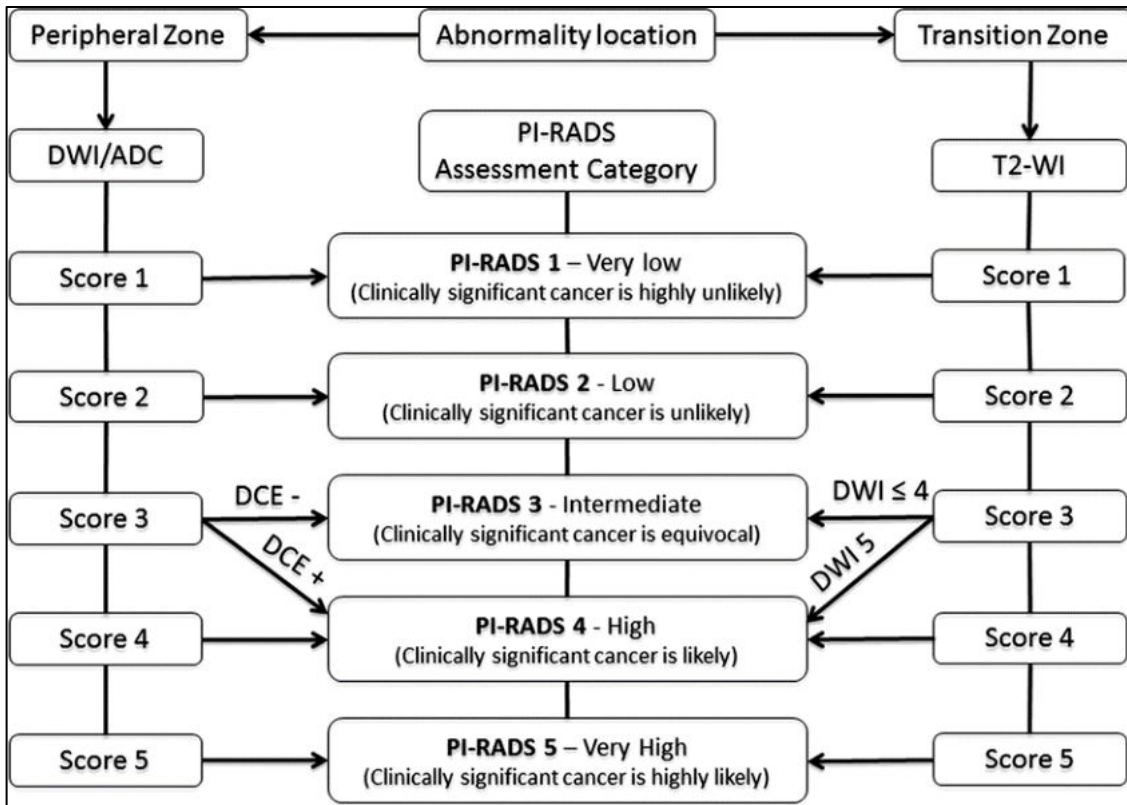 Peripheral Zone
Abnormality location
Transition Zone
DWI/ADC
PI-RADS
Assessment Category
T2-WI
Score 1
PI-RADS 1 – Very low
(Clinically significant cancer is highly unlikely)
Score 1
Score 2
PI-RADS 2 - Low
(Clinically significant cancer is unlikely)
Score 2
Score 3
DCE -
DCE +
PI-RADS 3 - Intermediate
(Clinically significant cancer is equivocal)
DWI ≤ 4
DWI 5
Score 3
Score 4
PI-RADS 4 - High
(Clinically significant cancer is likely)
Score 4
Score 5
PI-RADS 5 – Very High
(Clinically significant cancer is highly likely)
Score 5